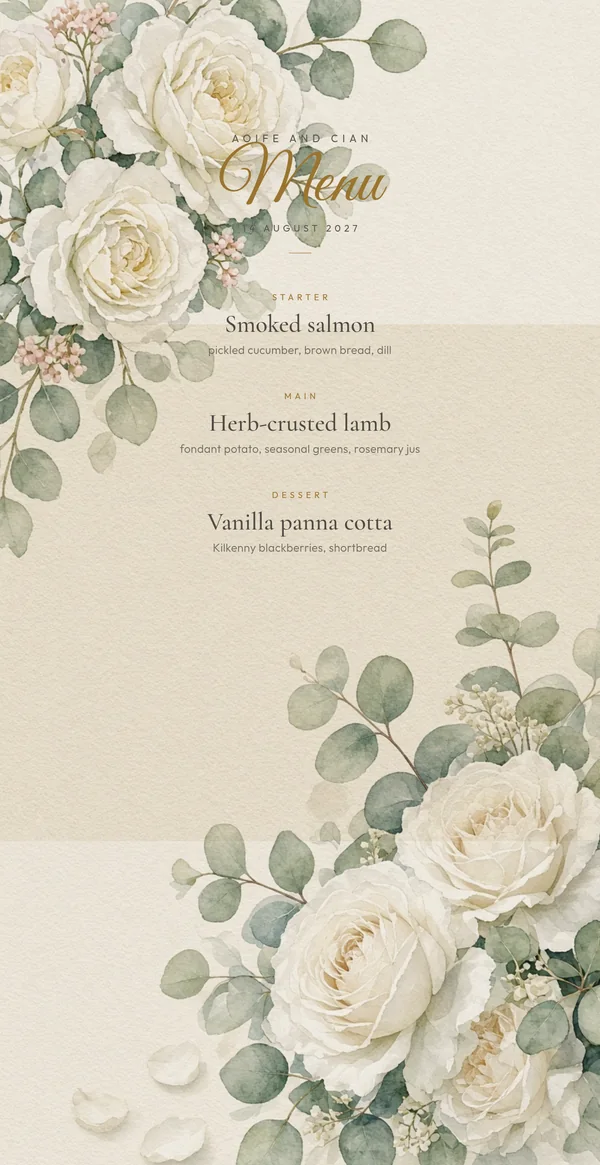 AOIFE AND CIAN
Menu
14 AUGUST 2027
STARTER
Smoked salmon
pickled cucumber, brown bread, dill
MAIN
Herb-crusted lamb
fondant potato, seasonal greens, rosemary jus
DESSERT
Vanilla panna cotta
Kilkenny blackberries, shortbread